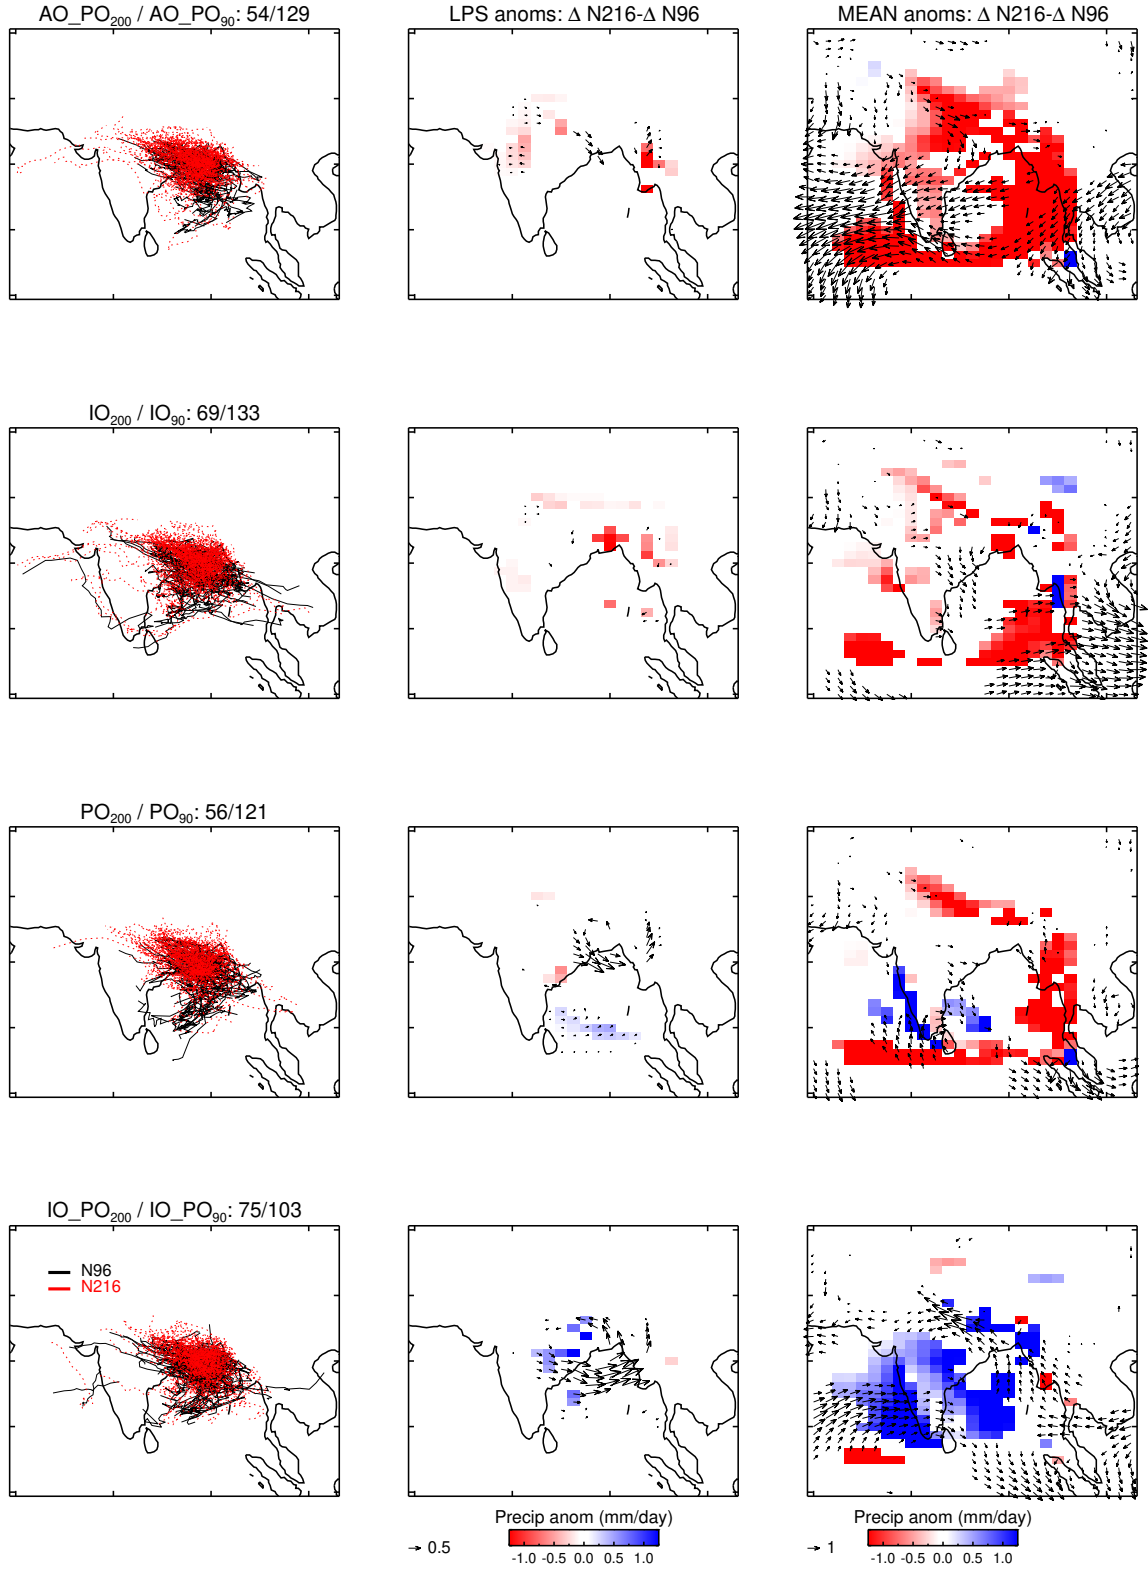 AO_PO200 / AO_PO90: 54/129
LPS anoms: Δ N216-Δ N96
MEAN anoms: Δ N216-Δ N96
IO200 / IO90: 69/133
PO200 / PO90: 56/121
IO_PO200 / IO_PO90: 75/103
N96
N216
Precip anom (mm/day)
Precip anom (mm/day)
0.5
-1.0 -0.5 0.0 0.5 1.0
1
-1.0 -0.5 0.0 0.5 1.0